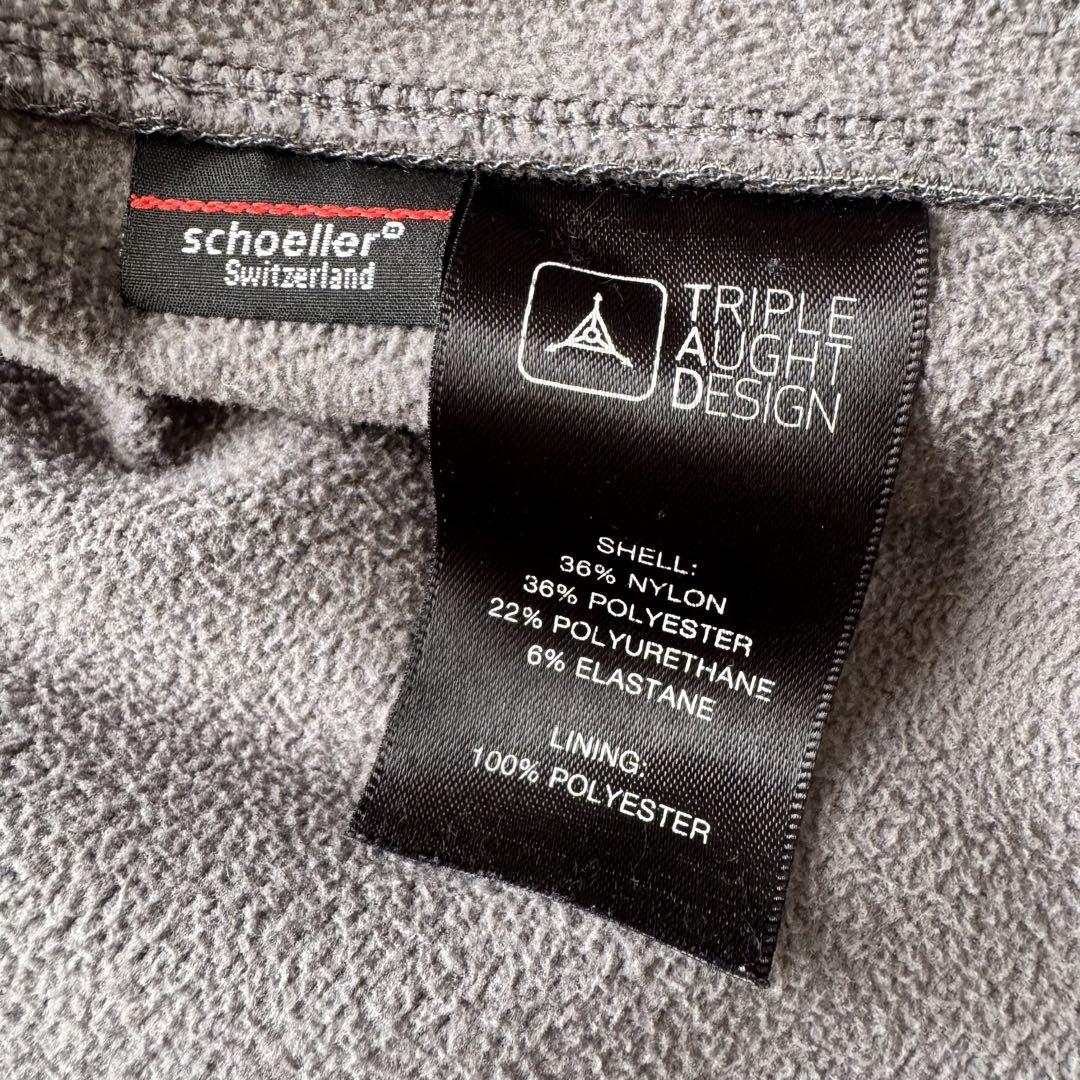 schoeller
Switzerland
TRIPLE
AUGHT
DESIGN
SHELL:
36% NYLON
36% POLYESTER
22% POLYURETHANE
6% ELASTANE
LINING:
100% POLYESTER